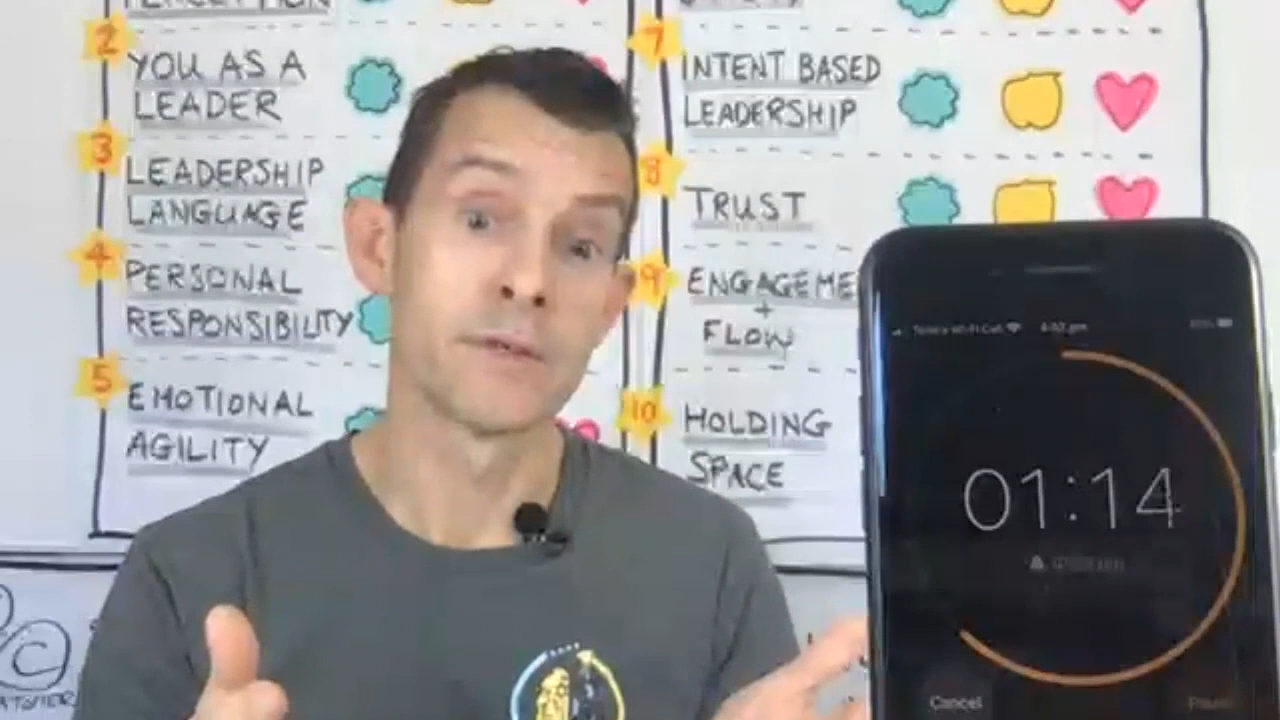 2
YOU AS A
LEADER
3
LEADERSHIP
LANGUAGE
4
PERSONAL
RESPONSIBILITY
5
EMOTIONAL
AGILITY
7
INTENT BASED
LEADERSHIP
8
TRUST
9
ENGAGEME
+
FLOW
10
HOLDING
SPACE
01:14
Cancel